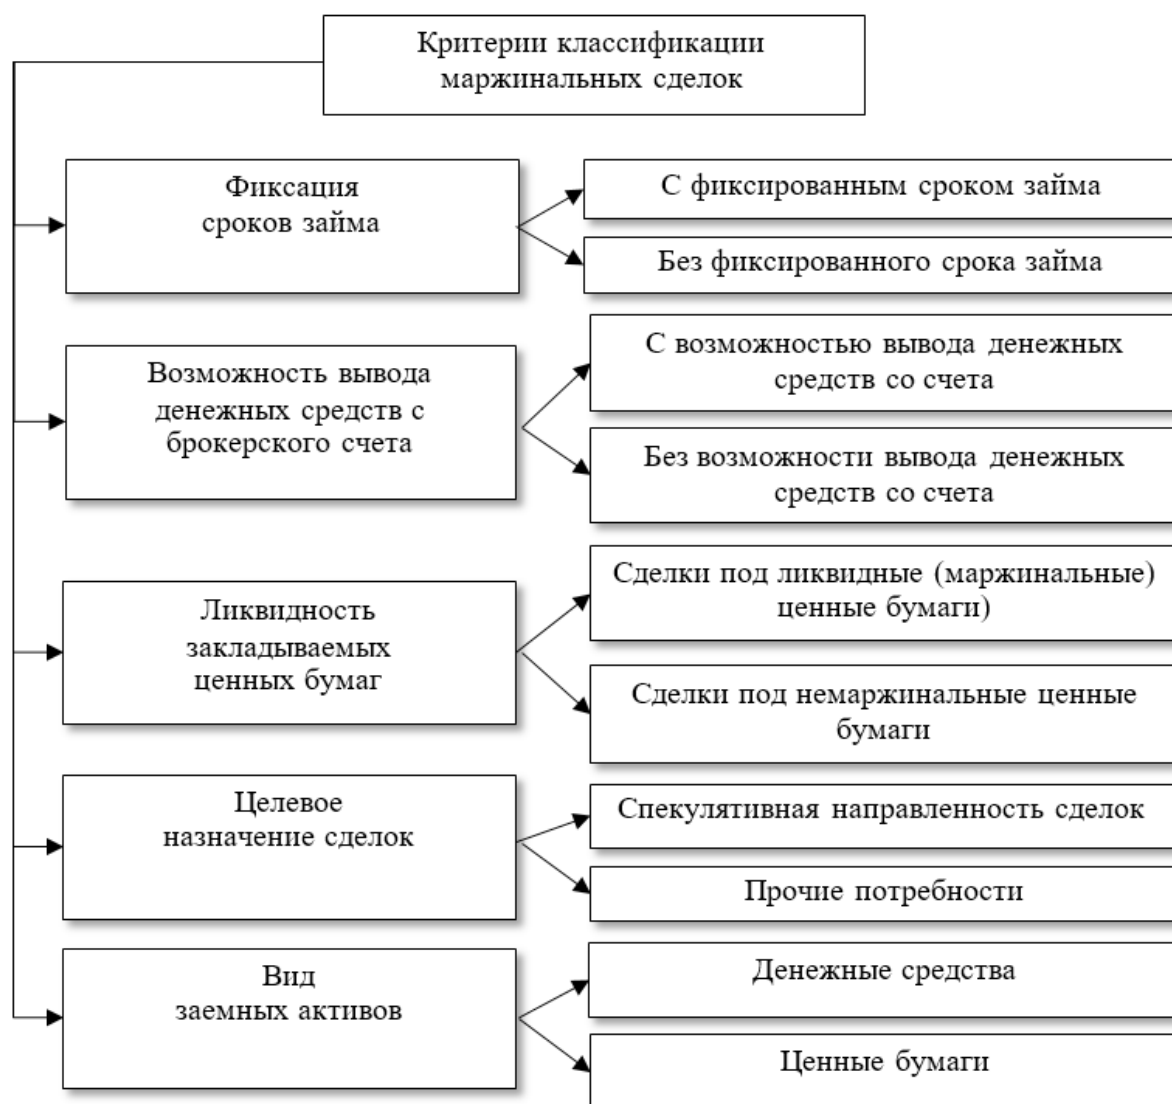 Критерии классификации
маржинальных сделок
Фиксация
сроков займа
С фиксированным сроком займа
Без фиксированного срока займа
Возможность вывода
денежных средств с
брокерского счета
С возможностью вывода денежных
средств со счета
Без возможности вывода денежных
средств со счета
Ликвидность
закладываемых
ценных бумаг
Сделки под ликвидные (маржинальные)
ценные бумаги)
Сделки под немаржинальные ценные
бумаги
Целевое
назначение сделок
Спекулятивная направленность сделок
Прочие потребности
Вид
заемных активов
Денежные средства
Ценные бумаги